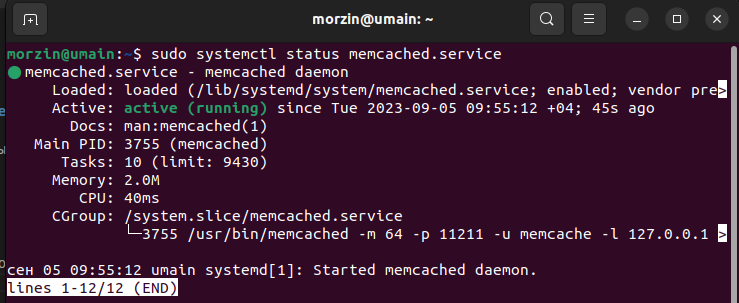 morzin@umain: ~
morzin@umain:~$ sudo systemctl status memcached.service
● memcached.service - memcached daemon
Loaded: loaded (/lib/systemd/system/memcached.service; enabled; vendor pre>
Active: active (running) since Tue 2023-09-05 09:55:12 +04; 45s ago
Docs: man:memcached(1)
Main PID: 3755 (memcached)
Tasks: 10 (limit: 9430)
Memory: 2.0M
CPU: 40ms
CGroup: /system.slice/memcached.service
└─3755 /usr/bin/memcached -m 64 -p 11211 -u memcache -l 127.0.0.1 >
сен 05 09:55:12 umain systemd[1]: Started memcached daemon.
lines 1-12/12 (END)